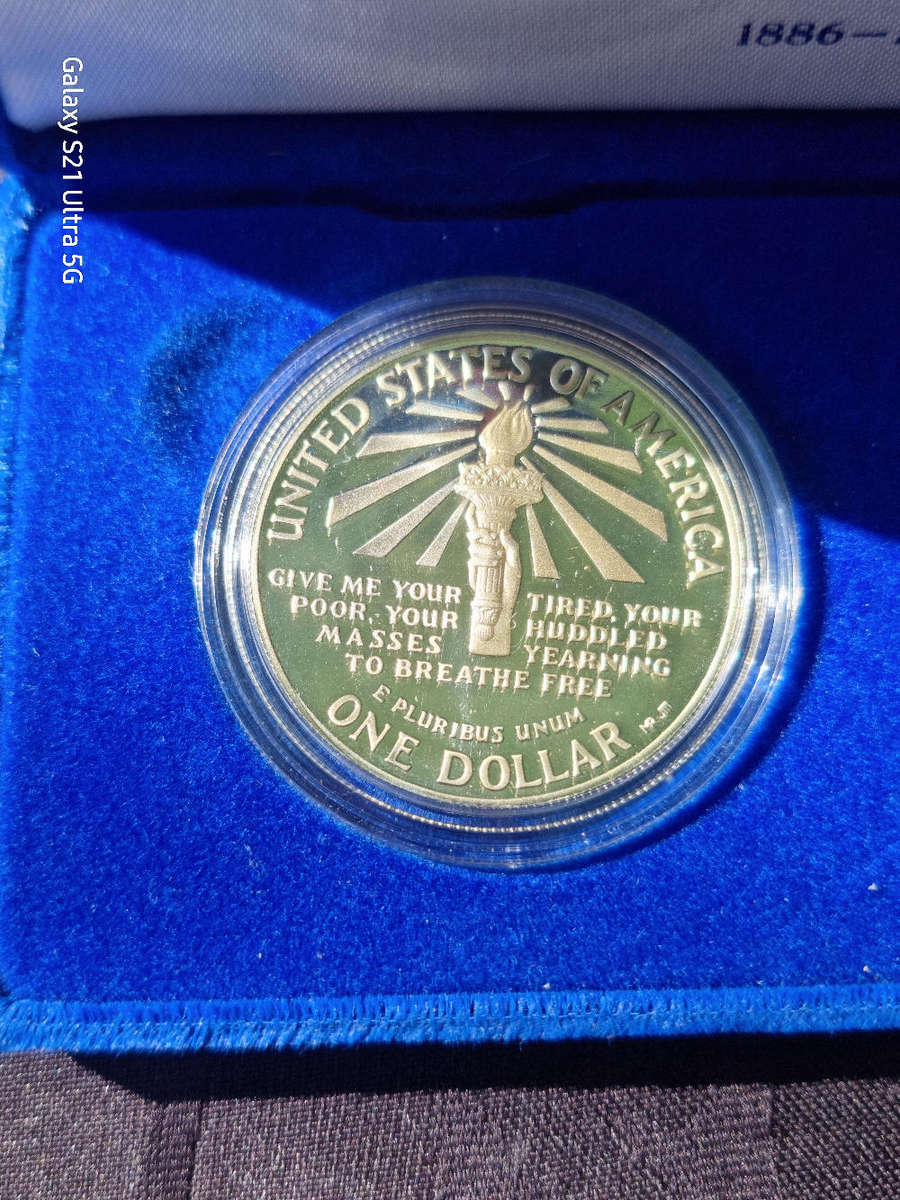 1886–
Galaxy S21 Ultra 5G
UNITED STATES OF AMERICA
GIVE ME YOUR TIRED, YOUR
POOR, YOUR HUDDLED
MASSES YEARNING
TO BREATHE FREE
E PLURIBUS UNUM
ONE DOLLAR